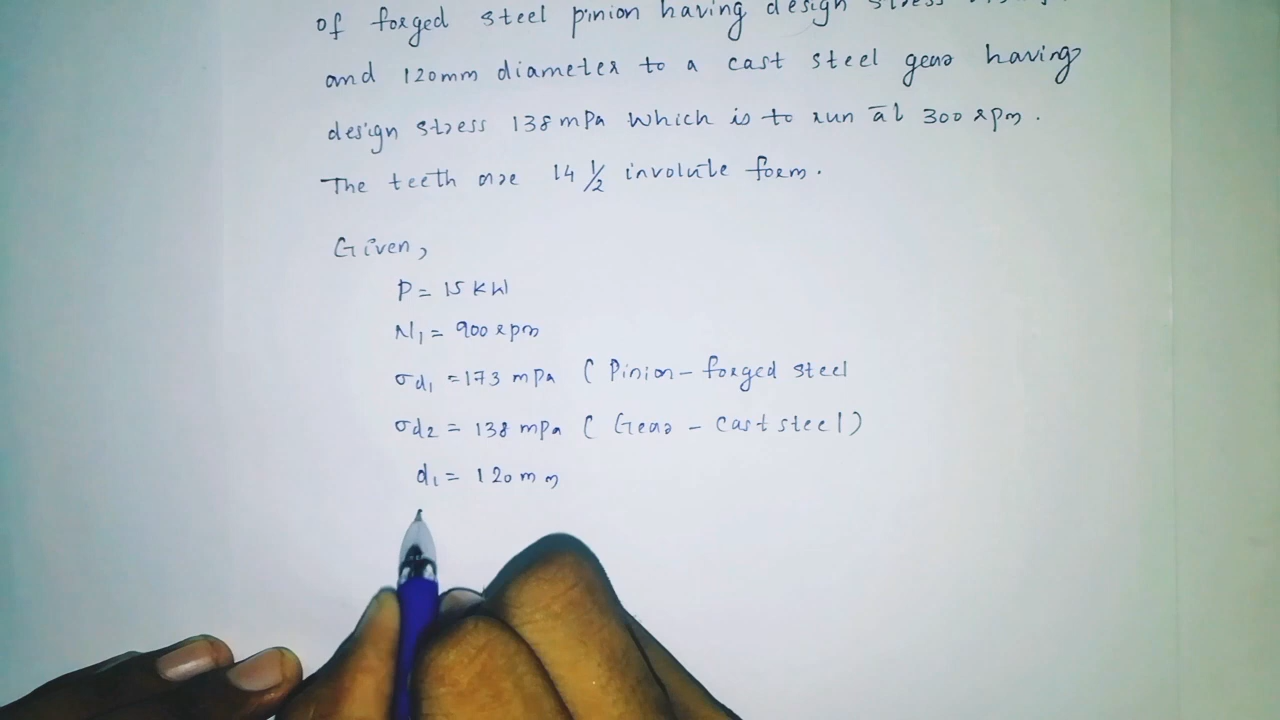 of forged steel pinion having design stress
and 120mm diameter to a cast steel gear having
design stress 138 mPa which is to run at 300 rpm.
The teeth are 14 1/2 involute form.
Given,
P = 15 KW
N1 = 900 rpm
σd1 = 173 mPa ( Pinion - forged steel
σd2 = 138 mPa ( Gear - Cast steel)
d1 = 120 mm